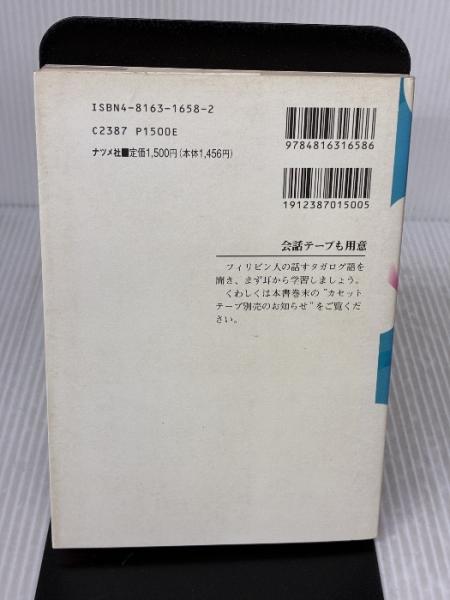 ISBN4-8163-1658-2
C2387 P1500E
ナツメ社■定価1,500円(本体1,456円)
9784816316586
1912387015005
会話テープも用意
フィリピン人の話すタガログ語を
聞き、まず耳から学習しましょう。
くわしくは本書巻末の"カセット
テープ別売のお知らせ"をご覧くだ
さい。